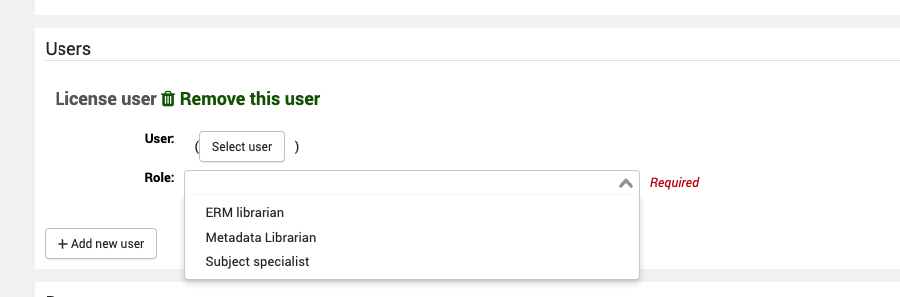 Users
License user Remove this user
User:
( Select user )
Role:
Required
ERM librarian
Metadata Librarian
Subject specialist
+ Add new user